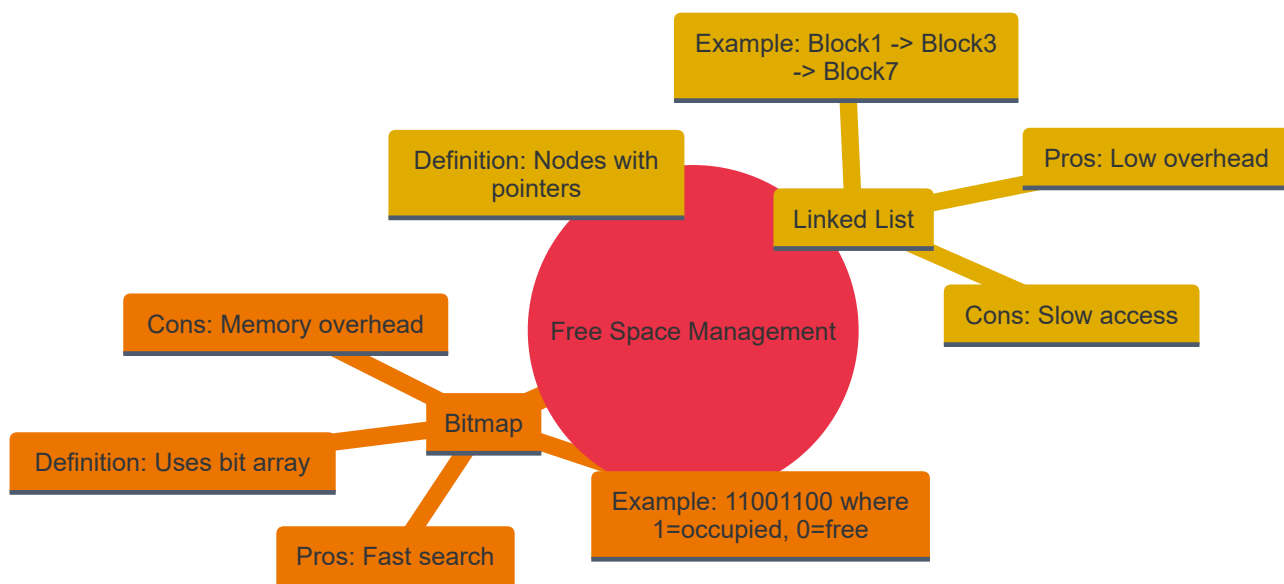 Example: Block1 -> Block3
-> Block7
Definition: Nodes with
pointers
Pros: Low overhead
Linked List
Cons: Slow access
Free Space Management
Cons: Memory overhead
Bitmap
Definition: Uses bit array
Example: 11001100 where
1=occupied, 0=free
Pros: Fast search